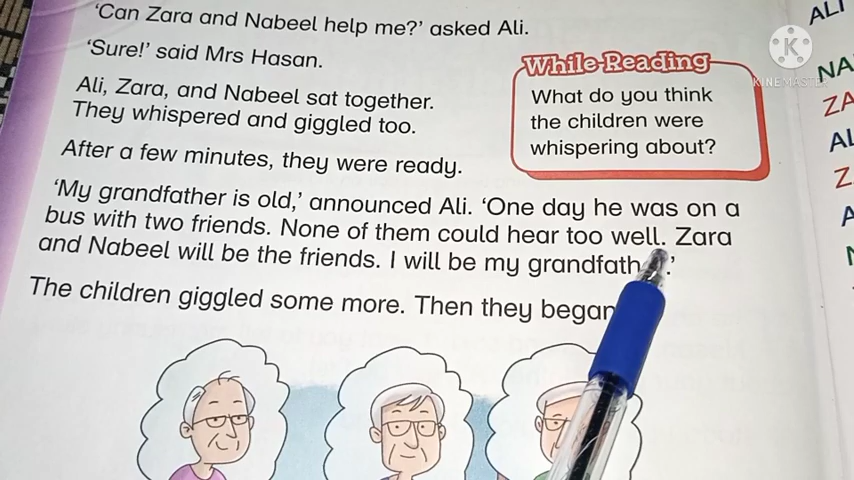 ‘Can Zara and Nabeel help me?’ asked Ali.
‘Sure!’ said Mrs Hasan.
Ali, Zara, and Nabeel sat together.
They whispered and giggled too.
After a few minutes, they were ready.
While-Reading
What do you think
the children were
whispering about?
‘My grandfather is old,’ announced Ali. ‘One day he was on a
bus with two friends. None of them could hear too well. Zara
and Nabeel will be the friends. I will be my
The children giggled some more. Then they began
ALI
KINEMASTER